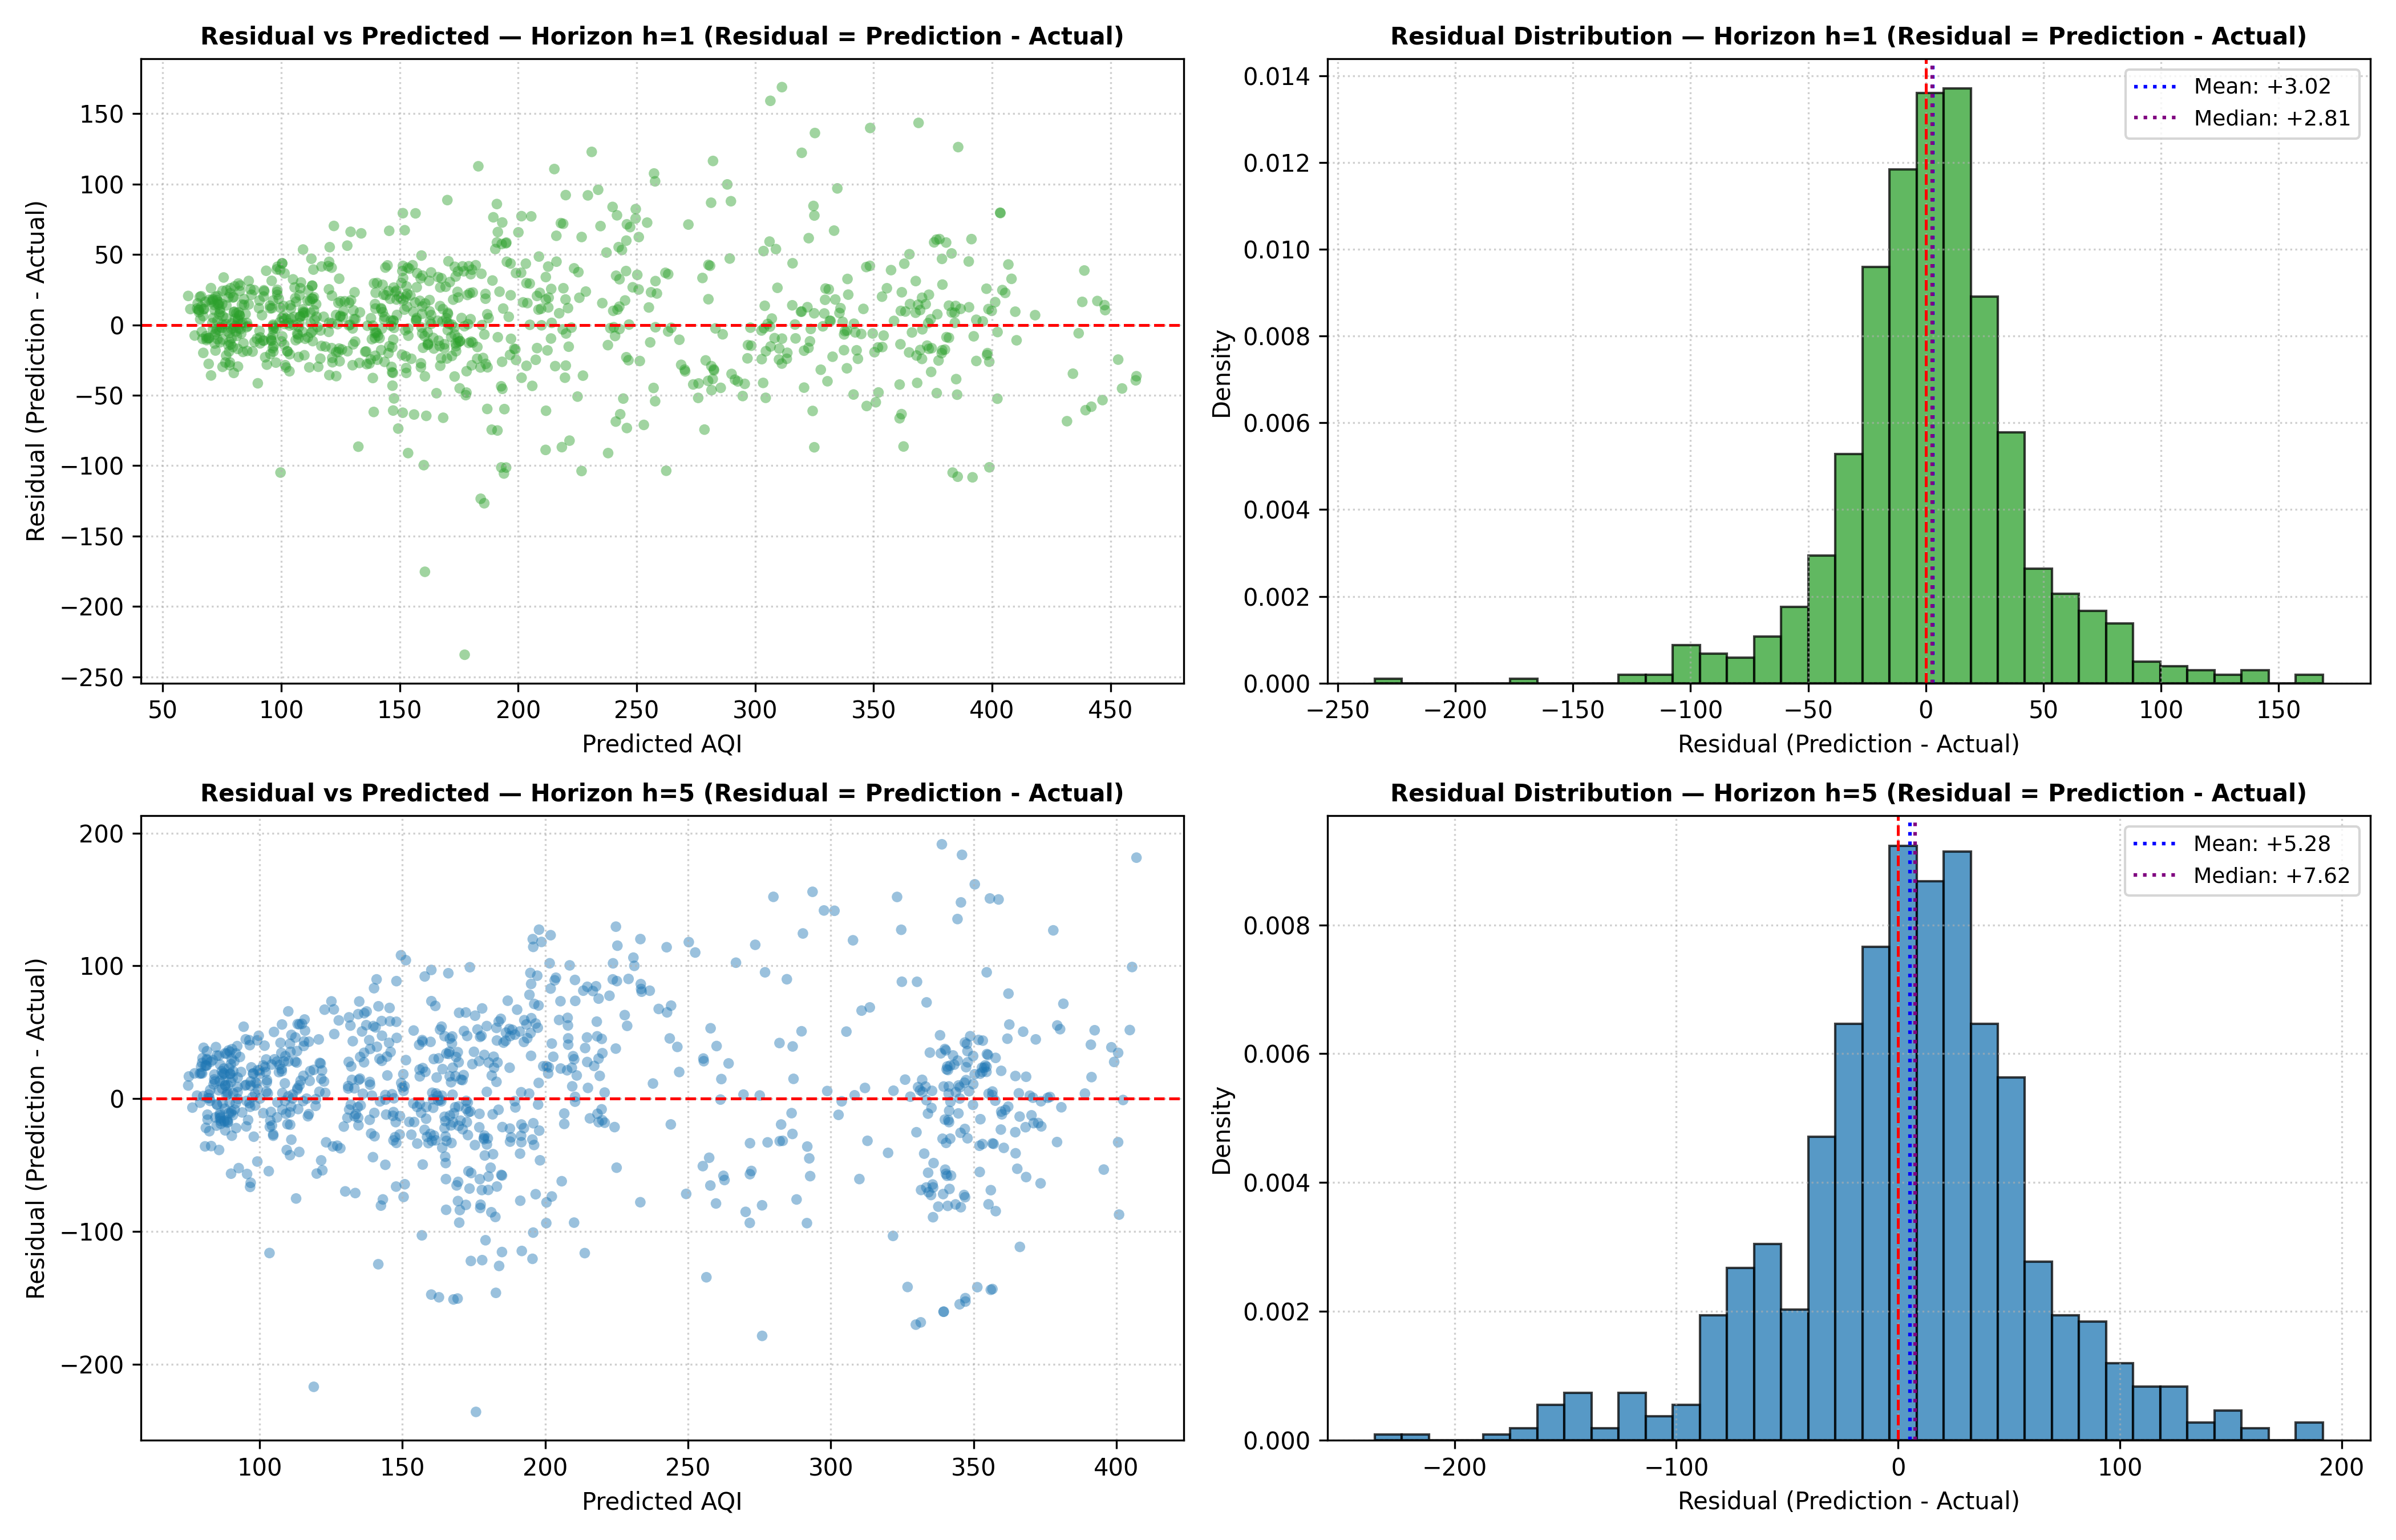 Residual vs Predicted — Horizon h=1 (Residual = Prediction - Actual)
Residual (Prediction - Actual)
150
100
50
0
−50
−100
−150
−200
−250
50 100 150 200 250 300 350 400 450
Predicted AQI
Residual Distribution — Horizon h=1 (Residual = Prediction - Actual)
Mean: +3.02
Median: +2.81
Density
0.014
0.012
0.010
0.008
0.006
0.004
0.002
0.000
−250 −200 −150 −100 −50 0 50 100 150
Residual (Prediction - Actual)
Residual vs Predicted — Horizon h=5 (Residual = Prediction - Actual)
Residual (Prediction - Actual)
200
100
0
−100
−200
100 150 200 250 300 350 400
Predicted AQI
Residual Distribution — Horizon h=5 (Residual = Prediction - Actual)
Mean: +5.28
Median: +7.62
Density
0.008
0.006
0.004
0.002
0.000
−200 −100 0 100 200
Residual (Prediction - Actual)